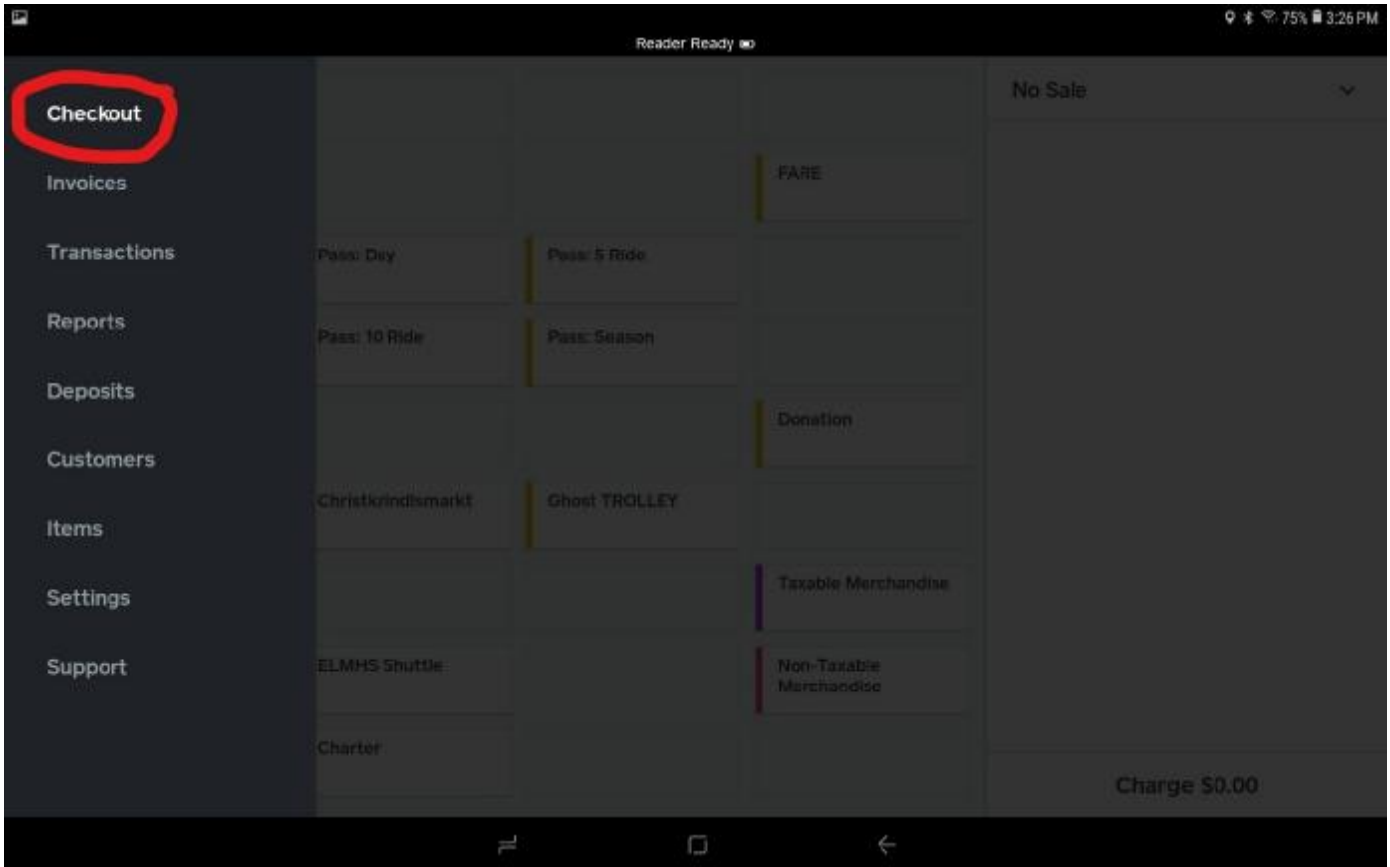 75% 3:26 PM
Reader Ready
Checkout
Invoices
Transactions
Reports
Deposits
Customers
Items
Settings
Support
No Sale
FARE
Pass: Day
Pass: 5 Ride
Pass: 10 Ride
Pass: Season
Donation
Christkrindlsmarkt
Ghost TROLLEY
Taxable Merchandise
ELMHS Shuttle
Non-Taxable
Merchandise
Charter
Charge $0.00